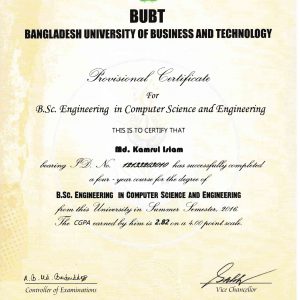 BUBT
BANGLADESH UNIVERSITY OF BUSINESS AND TECHNOLOGY
Provisional Certificate
For
B.Sc. Engineering in Computer Science and Engineering
THIS IS TO CERTIFY THAT
Md. Kamrul Islam
bearing I.D. No. has successfully completed
a four - year course for the degree of
B.SC. ENGINEERING IN COMPUTER SCIENCE AND ENGINEERING
from this University in Summer Semester, 2016.
The CGPA earned by him is 2.82 on a 4.00 point scale.
Controller of Examinations
Vice Chancellor